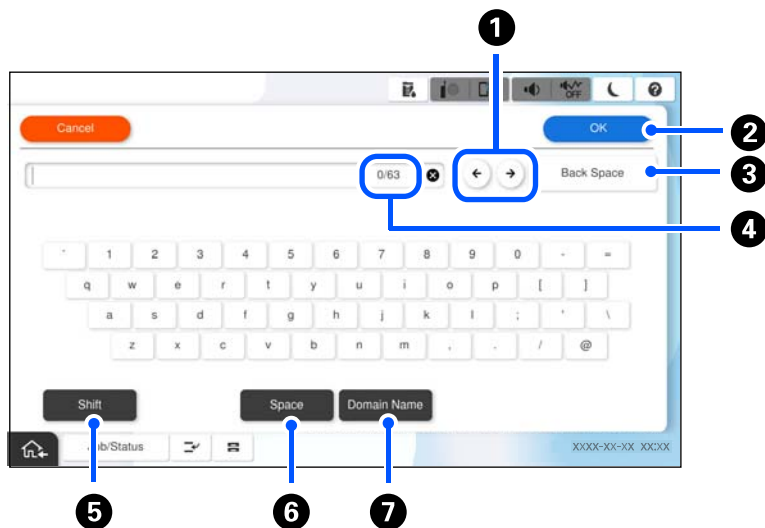 1
OFF
Cancel
OK
2
0/63
Back Space
3
4
` 1 2 3 4 5 6 7 8 9 0 - =
q w e r t y u i o p [ ]
a s d f g h j k l ; ' \
z x c v b n m , . / @
Shift
Space
Domain Name
/Status
XXXX-XX-XX XX:XX
5
6
7